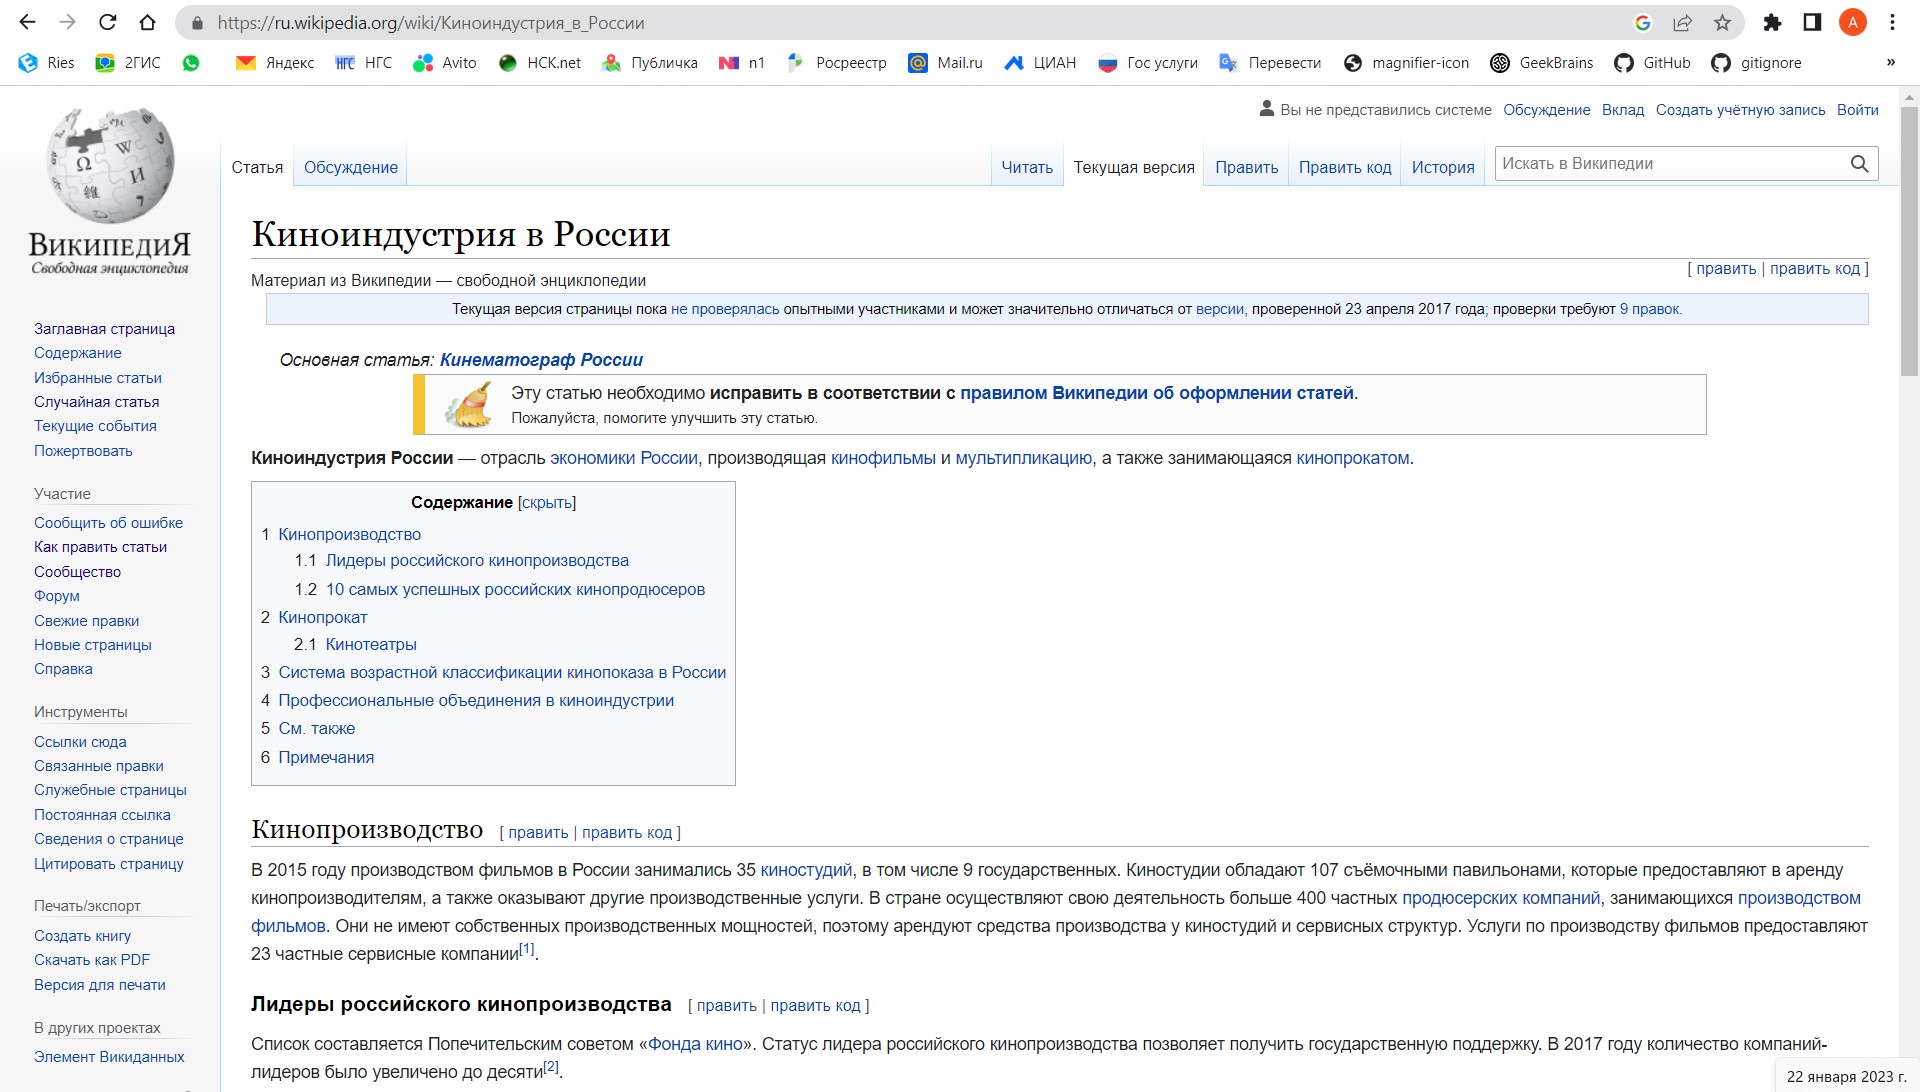 https://ru.wikipedia.org/wiki/Киноиндустрия_в_России
A
Ries 2ГИС Яндекс НГС НГС Avito НСК.net Публичка N1 n1 Росреестр Mail.ru ЦИАН Гос услуги Перевести magnifier-icon GeekBrains GitHub gitignore »
Вы не представились системе Обсуждение Вклад Создать учётную запись Войти
Статья Обсуждение Читать Текущая версия Править Править код История Искать в Википедии
Ω W И 維 7
ВикипедиЯ
Свободная энциклопедия
Заглавная страница
Содержание
Избранные статьи
Случайная статья
Текущие события
Пожертвовать
Участие
Сообщить об ошибке
Как править статьи
Сообщество
Форум
Свежие правки
Новые страницы
Справка
Инструменты
Ссылки сюда
Связанные правки
Служебные страницы
Постоянная ссылка
Сведения о странице
Цитировать страницу
Печать/экспорт
Создать книгу
Скачать как PDF
Версия для печати
В других проектах
Элемент Викиданных
Киноиндустрия в России
[ править | править код ]
Материал из Википедии — свободной энциклопедии
Текущая версия страницы пока не проверялась опытными участниками и может значительно отличаться от версии, проверенной 23 апреля 2017 года; проверки требуют 9 правок.
Основная статья: Кинематограф России
Эту статью необходимо исправить в соответствии с правилом Википедии об оформлении статей.
Пожалуйста, помогите улучшить эту статью.
Киноиндустрия России — отрасль экономики России, производящая кинофильмы и мультипликацию, а также занимающаяся кинопрокатом.
Содержание [скрыть]
1 Кинопроизводство
1.1 Лидеры российского кинопроизводства
1.2 10 самых успешных российских кинопродюсеров
2 Кинопрокат
2.1 Кинотеатры
3 Система возрастной классификации кинопоказа в России
4 Профессиональные объединения в киноиндустрии
5 См. также
6 Примечания
Кинопроизводство [ править | править код ]
В 2015 году производством фильмов в России занимались 35 киностудий, в том числе 9 государственных. Киностудии обладают 107 съёмочными павильонами, которые предоставляют в аренду
кинопроизводителям, а также оказывают другие производственные услуги. В стране осуществляют свою деятельность больше 400 частных продюсерских компаний, занимающихся производством
фильмов. Они не имеют собственных производственных мощностей, поэтому арендуют средства производства у киностудий и сервисных структур. Услуги по производству фильмов предоставляют
23 частные сервисные компании[1].
Лидеры российского кинопроизводства [ править | править код ]
Список составляется Попечительским советом «Фонда кино». Статус лидера российского кинопроизводства позволяет получить государственную поддержку. В 2017 году количество компаний-
лидеров было увеличено до десяти[2].
22 января 2023 г.